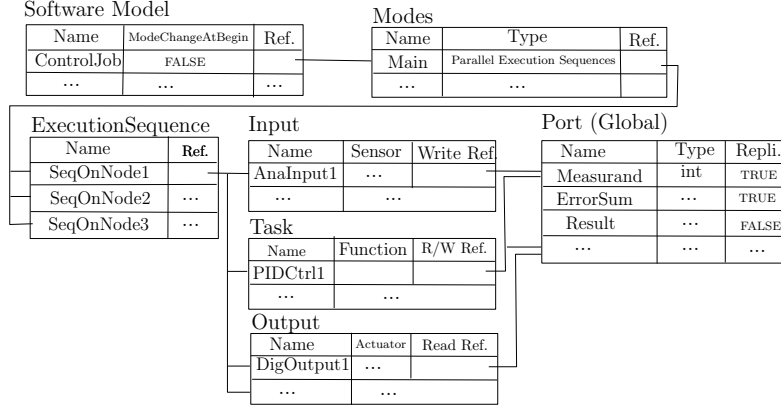 Software Model
Name ModeChangeAtBegin Ref.
ControlJob FALSE
... ... ...
Modes
Name Type Ref.
Main Parallel Execution Sequences
... ...
ExecutionSequence
Name Ref.
SeqOnNode1
SeqOnNode2 ...
SeqOnNode3 ...
Input
Name Sensor Write Ref.
AnaInput1 ...
... ...
Task
Name Function R/W Ref.
PIDCtrl1
... ...
Output
Name Actuator Read Ref.
DigOutput1 ...
... ...
Port (Global)
Name Type Repli.
Measurand int TRUE
ErrorSum ... TRUE
Result FALSE
... ... ...